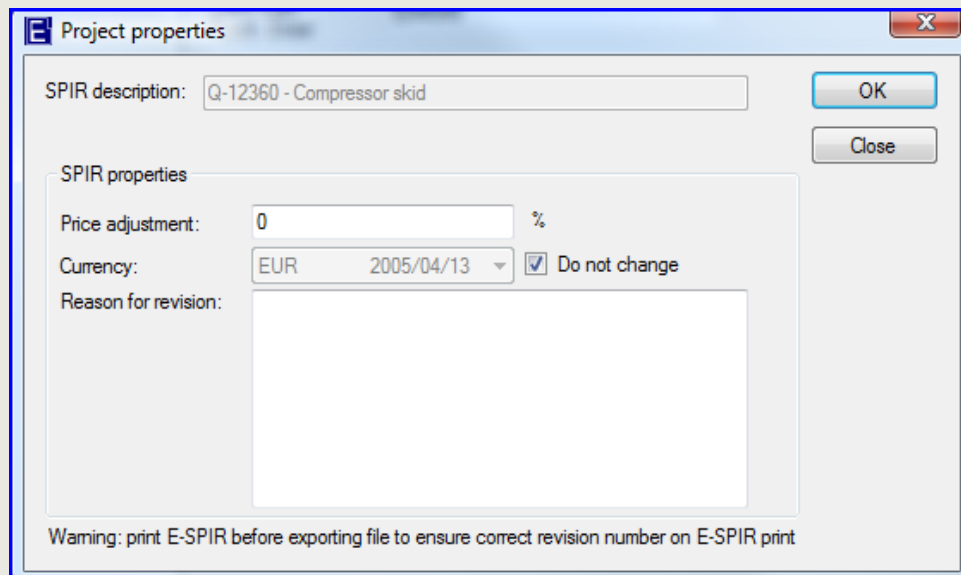 E Project properties
SPIR description: Q-12360 - Compressor skid OK
Close
SPIR properties
Price adjustment: 0 %
Currency: EUR 2005/04/13 Do not change
Reason for revision:
Warning: print E-SPIR before exporting file to ensure correct revision number on E-SPIR print